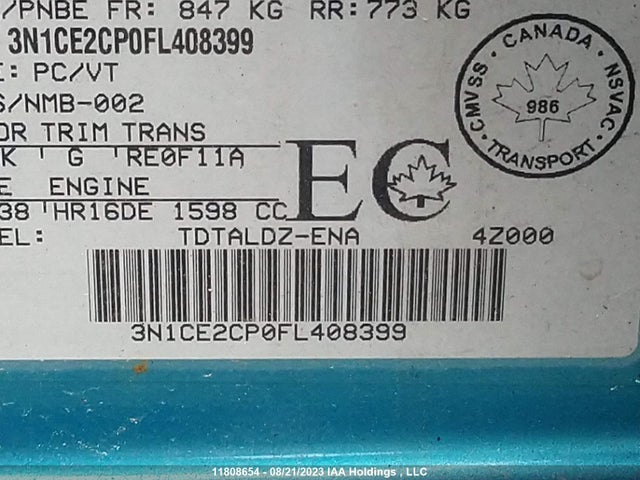 /PNBE FR: 847 KG RR: 773 KG
3N1CE2CP0FL408399
E: PC/VT
S/NMB-002
OR TRIM TRANS
K G RE0F11A
E ENGINE
38 HR16DE 1598 CC
EC
EL: TDTALDZ-ENA 4Z000
3N1CE2CP0FL408399
CANADA
CMVSS · NSVAC
986
TRANSPORT
11808654 - 08/21/2023 IAA Holdings , LLC